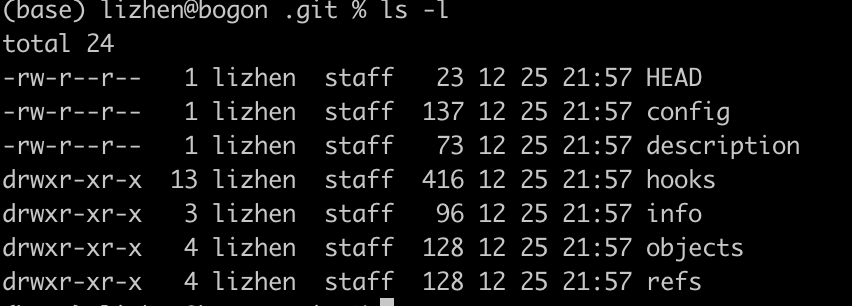 (base) lizhen@bogon .git % ls -l
total 24
-rw-r--r--   1 lizhen  staff   23 12 25 21:57 HEAD
-rw-r--r--   1 lizhen  staff  137 12 25 21:57 config
-rw-r--r--   1 lizhen  staff   73 12 25 21:57 description
drwxr-xr-x  13 lizhen  staff  416 12 25 21:57 hooks
drwxr-xr-x   3 lizhen  staff   96 12 25 21:57 info
drwxr-xr-x   4 lizhen  staff  128 12 25 21:57 objects
drwxr-xr-x   4 lizhen  staff  128 12 25 21:57 refs